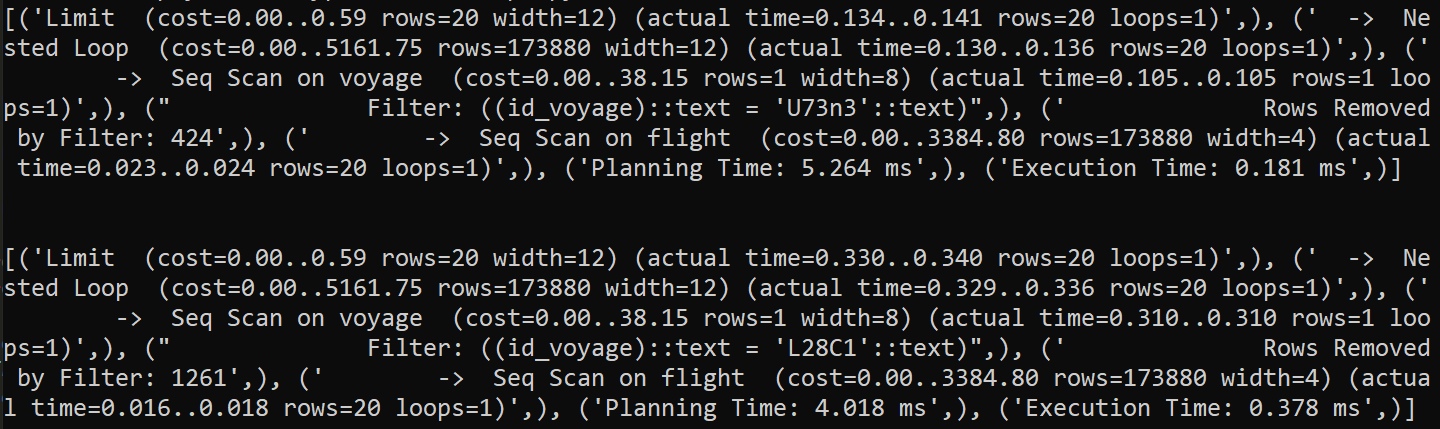 [('Limit  (cost=0.00..0.59 rows=20 width=12) (actual time=0.134..0.141 rows=20 loops=1)',), ('  ->  Ne
sted Loop  (cost=0.00..5161.75 rows=173880 width=12) (actual time=0.130..0.136 rows=20 loops=1)',), ('
        ->  Seq Scan on voyage  (cost=0.00..38.15 rows=1 width=8) (actual time=0.105..0.105 rows=1 loo
ps=1)',), ("              Filter: ((id_voyage)::text = 'U73n3'::text)",), ('              Rows Removed
 by Filter: 424',), ('        ->  Seq Scan on flight  (cost=0.00..3384.80 rows=173880 width=4) (actual
 time=0.023..0.024 rows=20 loops=1)',), ('Planning Time: 5.264 ms',), ('Execution Time: 0.181 ms',)]
[('Limit  (cost=0.00..0.59 rows=20 width=12) (actual time=0.330..0.340 rows=20 loops=1)',), ('  ->  Ne
sted Loop  (cost=0.00..5161.75 rows=173880 width=12) (actual time=0.329..0.336 rows=20 loops=1)',), ('
        ->  Seq Scan on voyage  (cost=0.00..38.15 rows=1 width=8) (actual time=0.310..0.310 rows=1 loo
ps=1)',), ("              Filter: ((id_voyage)::text = 'L28C1'::text)",), ('              Rows Removed
 by Filter: 1261',), ('        ->  Seq Scan on flight  (cost=0.00..3384.80 rows=173880 width=4) (actua
l time=0.016..0.018 rows=20 loops=1)',), ('Planning Time: 4.018 ms',), ('Execution Time: 0.378 ms',)]